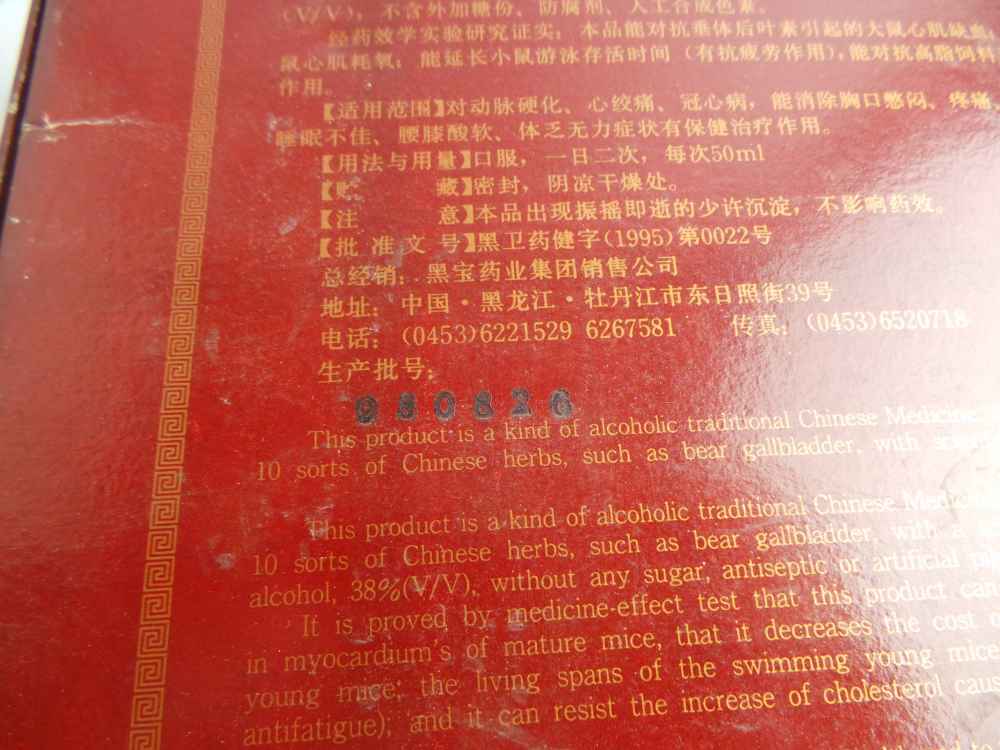 (V/V)，不含外加糖份、防腐剂、人工合成色素。
经药效学实验研究证实：本品能对抗垂体后叶素引起的大鼠心肌缺血，
鼠心肌耗氧；能延长小鼠游泳存活时间（有抗疲劳作用），能对抗高脂饲料
作用。
【适用范围】对动脉硬化、心绞痛、冠心病，能消除胸口憋闷、疼痛
睡眠不佳、腰膝酸软、体乏无力症状有保健治疗作用。
【用法与用量】口服，一日二次，每次50ml
【贮 藏】密封，阴凉干燥处。
【注 意】本品出现振摇即逝的少许沉淀，不影响药效。
【批准文号】黑卫药健字(1995)第0022号
总经销：黑宝药业集团销售公司
地址：中国·黑龙江·牡丹江市东日照街39号
电话：(0453)6221529 6267581 传真：(0453)6520718
生产批号：
980826
This product is a kind of alcoholic traditional Chinese Medicine
10 sorts of Chinese herbs, such as bear gallbladder, with
This product is a kind of alcoholic traditional Chinese Medicine
10 sorts of Chinese herbs, such as bear gallbladder, with
alcohol; 38%(V/V), without any sugar, antiseptic or artificial
It is proved by medicine-effect test that this product can
in myocardium's of mature mice, that it decreases the cost
young mice; the living spans of the swimming young mice
antifatigue); and it can resist the increase of cholesterol